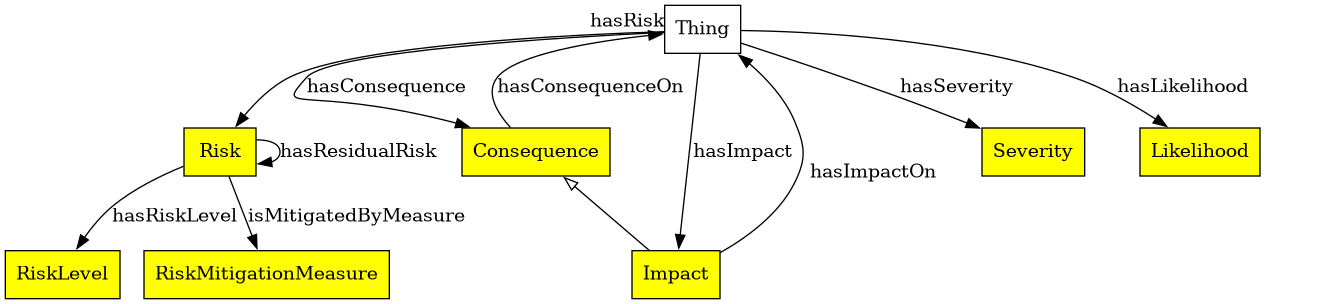 hasRisk
Thing
hasConsequence
hasConsequenceOn
hasSeverity
hasLikelihood
Risk
hasResidualRisk
Consequence
hasImpact
Severity
Likelihood
hasImpactOn
hasRiskLevel
isMitigatedByMeasure
RiskLevel
RiskMitigationMeasure
Impact